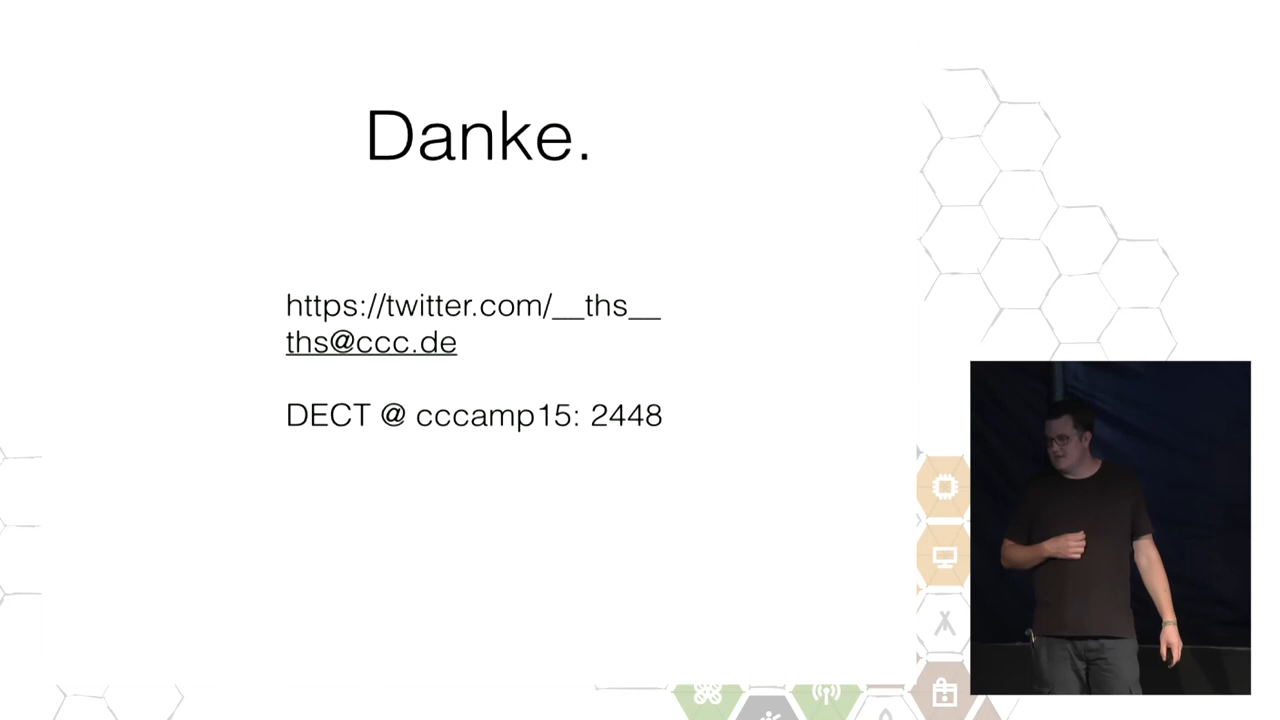 Danke.
https://twitter.com/__ths__
ths@ccc.de
DECT @ cccamp15: 2448